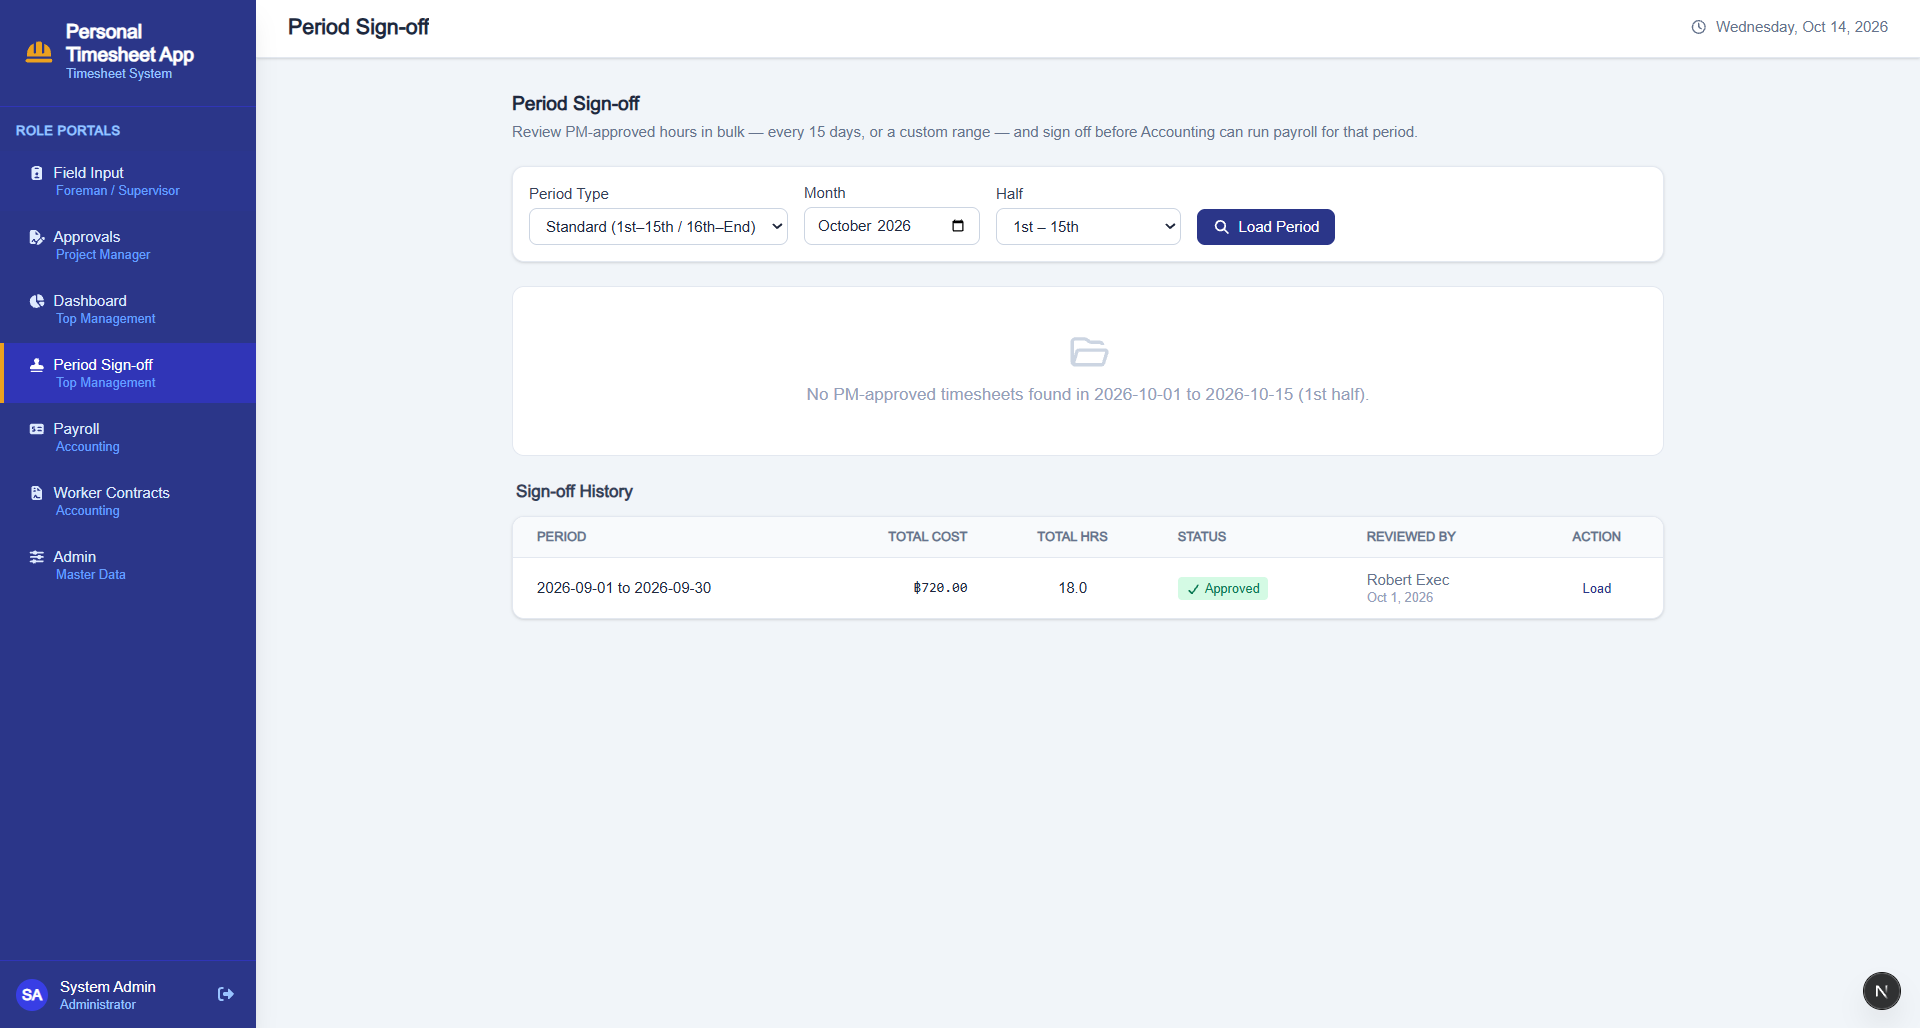 Personal
Timesheet App
Timesheet System
ROLE PORTALS
Field Input
Foreman / Supervisor
Approvals
Project Manager
Dashboard
Top Management
Period Sign-off
Top Management
Payroll
Accounting
Worker Contracts
Accounting
Admin
Master Data
SA
System Admin
Administrator
Period Sign-off
Wednesday, Oct 14, 2026
Period Sign-off
Review PM-approved hours in bulk — every 15 days, or a custom range — and sign off before Accounting can run payroll for that period.
Period Type Month Half
Standard (1st–15th / 16th–End) October 2026 1st – 15th Load Period
No PM-approved timesheets found in 2026-10-01 to 2026-10-15 (1st half).
Sign-off History
PERIOD TOTAL COST TOTAL HRS STATUS REVIEWED BY ACTION
2026-09-01 to 2026-09-30 ฿720.00 18.0 Approved Robert Exec Load
Oct 1, 2026
N